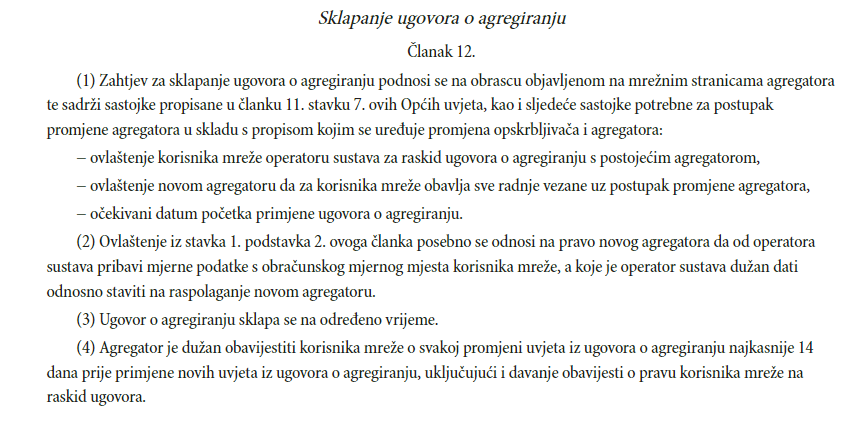 Sklapanje ugovora o agregiranju
Članak 12.
(1) Zahtjev za sklapanje ugovora o agregiranju podnosi se na obrascu objavljenom na mrežnim stranicama agregatora
te sadrži sastojke propisane u članku 11. stavku 7. ovih Općih uvjeta, kao i sljedeće sastojke potrebne za postupak
promjene agregatora u skladu s propisom kojim se uređuje promjena opskrbljivača i agregatora:
– ovlaštenje korisnika mreže operatoru sustava za raskid ugovora o agregiranju s postojećim agregatorom,
– ovlaštenje novom agregatoru da za korisnika mreže obavlja sve radnje vezane uz postupak promjene agregatora,
– očekivani datum početka primjene ugovora o agregiranju.
(2) Ovlaštenje iz stavka 1. podstavka 2. ovoga članka posebno se odnosi na pravo novog agregatora da od operatora
sustava pribavi mjerne podatke s obračunskog mjernog mjesta korisnika mreže, a koje je operator sustava dužan dati
odnosno staviti na raspolaganje novom agregatoru.
(3) Ugovor o agregiranju sklapa se na određeno vrijeme.
(4) Agregator je dužan obavijestiti korisnika mreže o svakoj promjeni uvjeta iz ugovora o agregiranju najkasnije 14
dana prije primjene novih uvjeta iz ugovora o agregiranju, uključujući i davanje obavijesti o pravu korisnika mreže na
raskid ugovora.